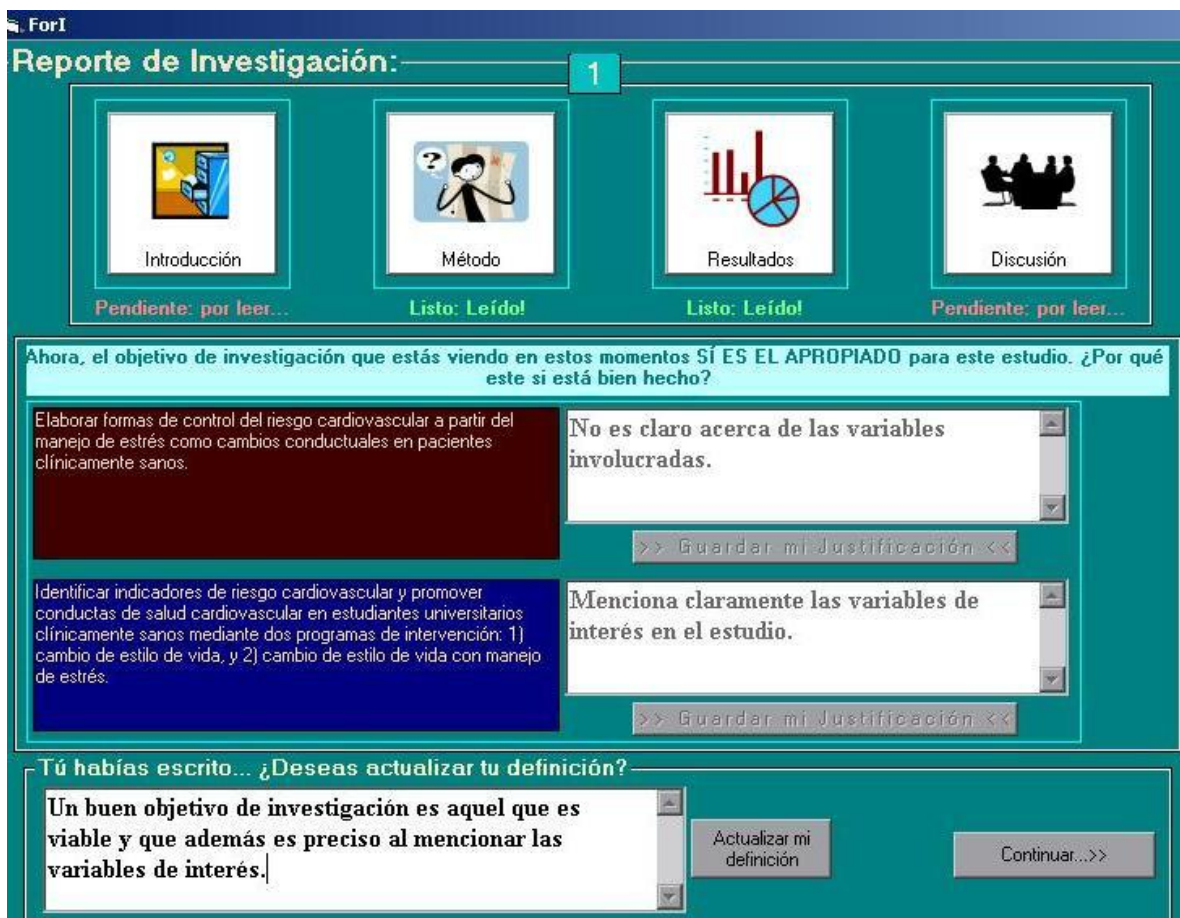 ForI
Reporte de Investigación:
1
?
Introducción
Método
Resultados
Discusión
Pendiente: por leer...
Listo: Leído!
Listo: Leído!
Pendiente: por leer...
Ahora, el objetivo de investigación que estás viendo en estos momentos SÍ ES EL APROPIADO para este estudio. ¿Por qué
este si está bien hecho?
Elaborar formas de control del riesgo cardiovascular a partir del
manejo de estrés como cambios conductuales en pacientes
clínicamente sanos.
No es claro acerca de las variables
involucradas.
>> Guardar mi Justificación <<
Identificar indicadores de riesgo cardiovascular y promover
conductas de salud cardiovascular en estudiantes universitarios
clínicamente sanos mediante dos programas de intervención: 1)
cambio de estilo de vida, y 2) cambio de estilo de vida con manejo
de estrés.
Menciona claramente las variables de
interés en el estudio.
>> Guardar mi Justificación <<
Tú habías escrito... ¿Deseas actualizar tu definición?
Un buen objetivo de investigación es aquel que es
viable y que además es preciso al mencionar las
variables de interés.
Actualizar mi
definición
Continuar...>>